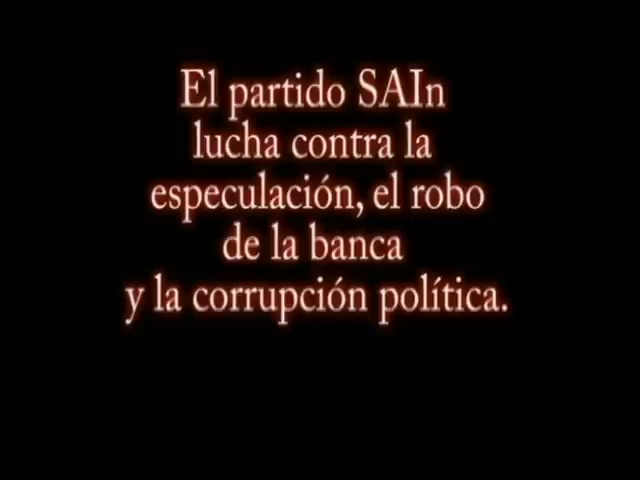 El partido SAIn
lucha contra la
especulación, el robo
de la banca
y la corrupción política.